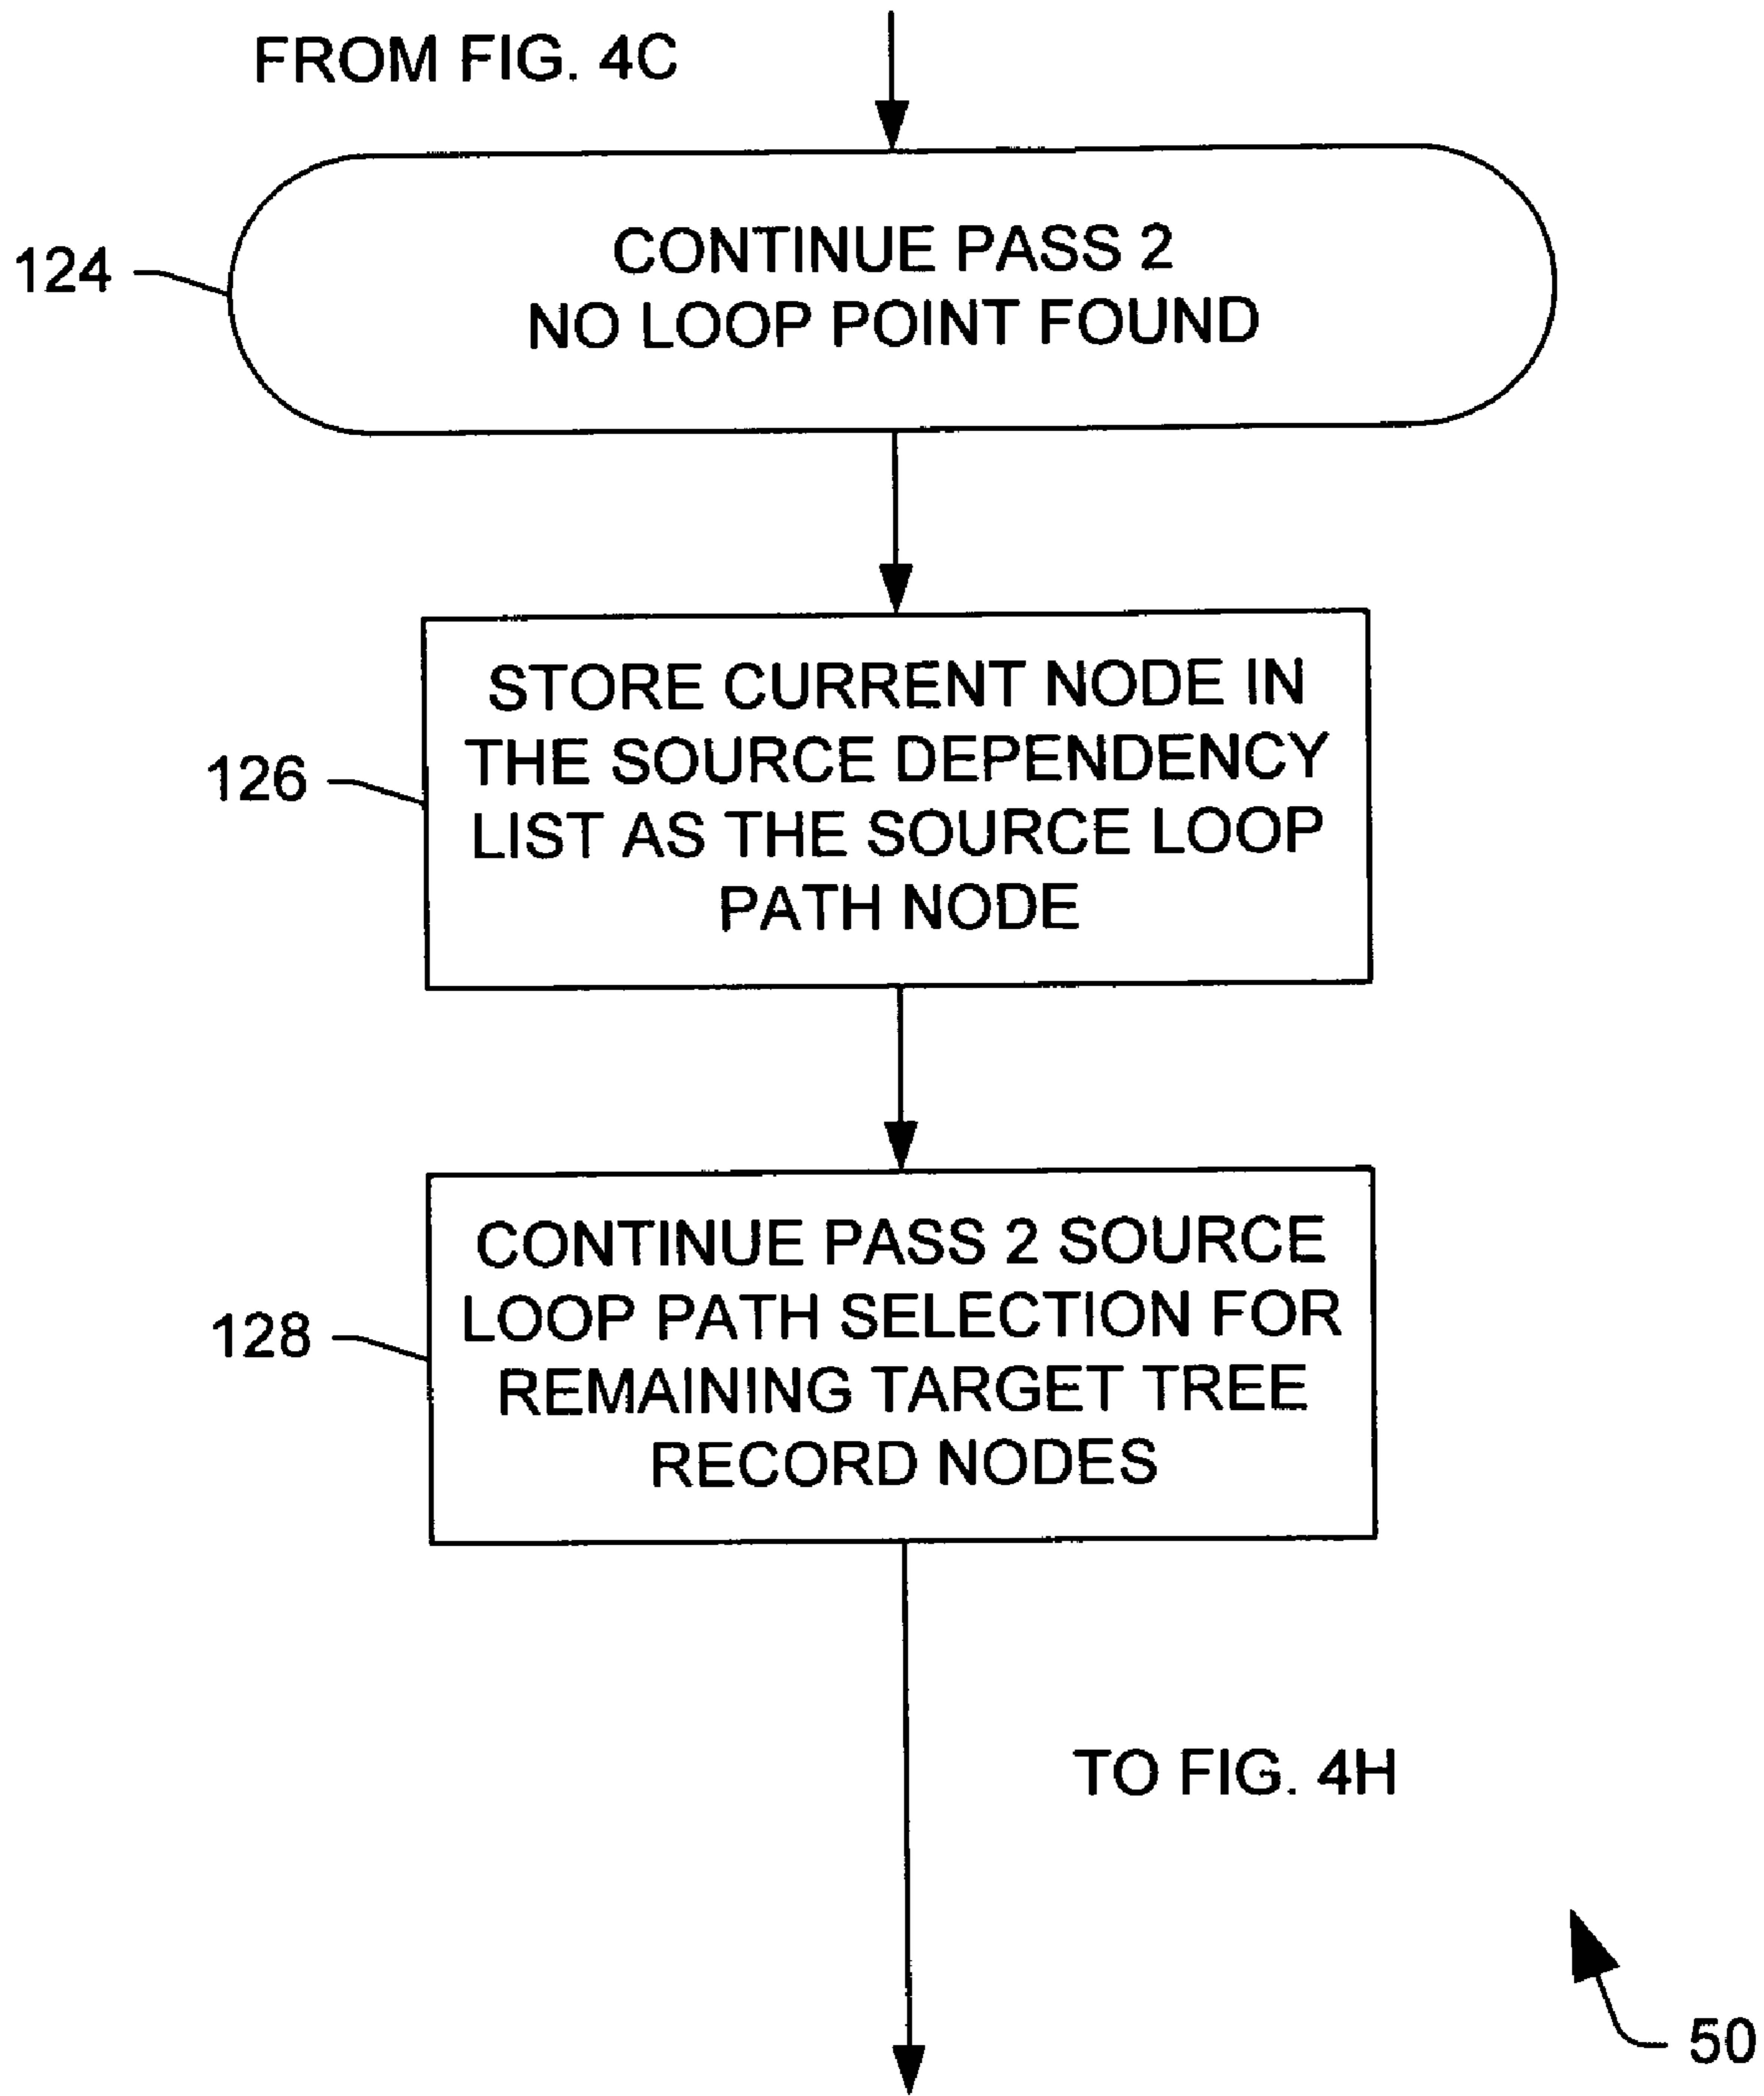 FROM FIG. 4C
124
CONTINUE PASS 2
NO LOOP POINT FOUND
126
STORE CURRENT NODE IN
THE SOURCE DEPENDENCY
LIST AS THE SOURCE LOOP
PATH NODE
128
CONTINUE PASS 2 SOURCE
LOOP PATH SELECTION FOR
REMAINING TARGET TREE
RECORD NODES
TO FIG. 4H
50